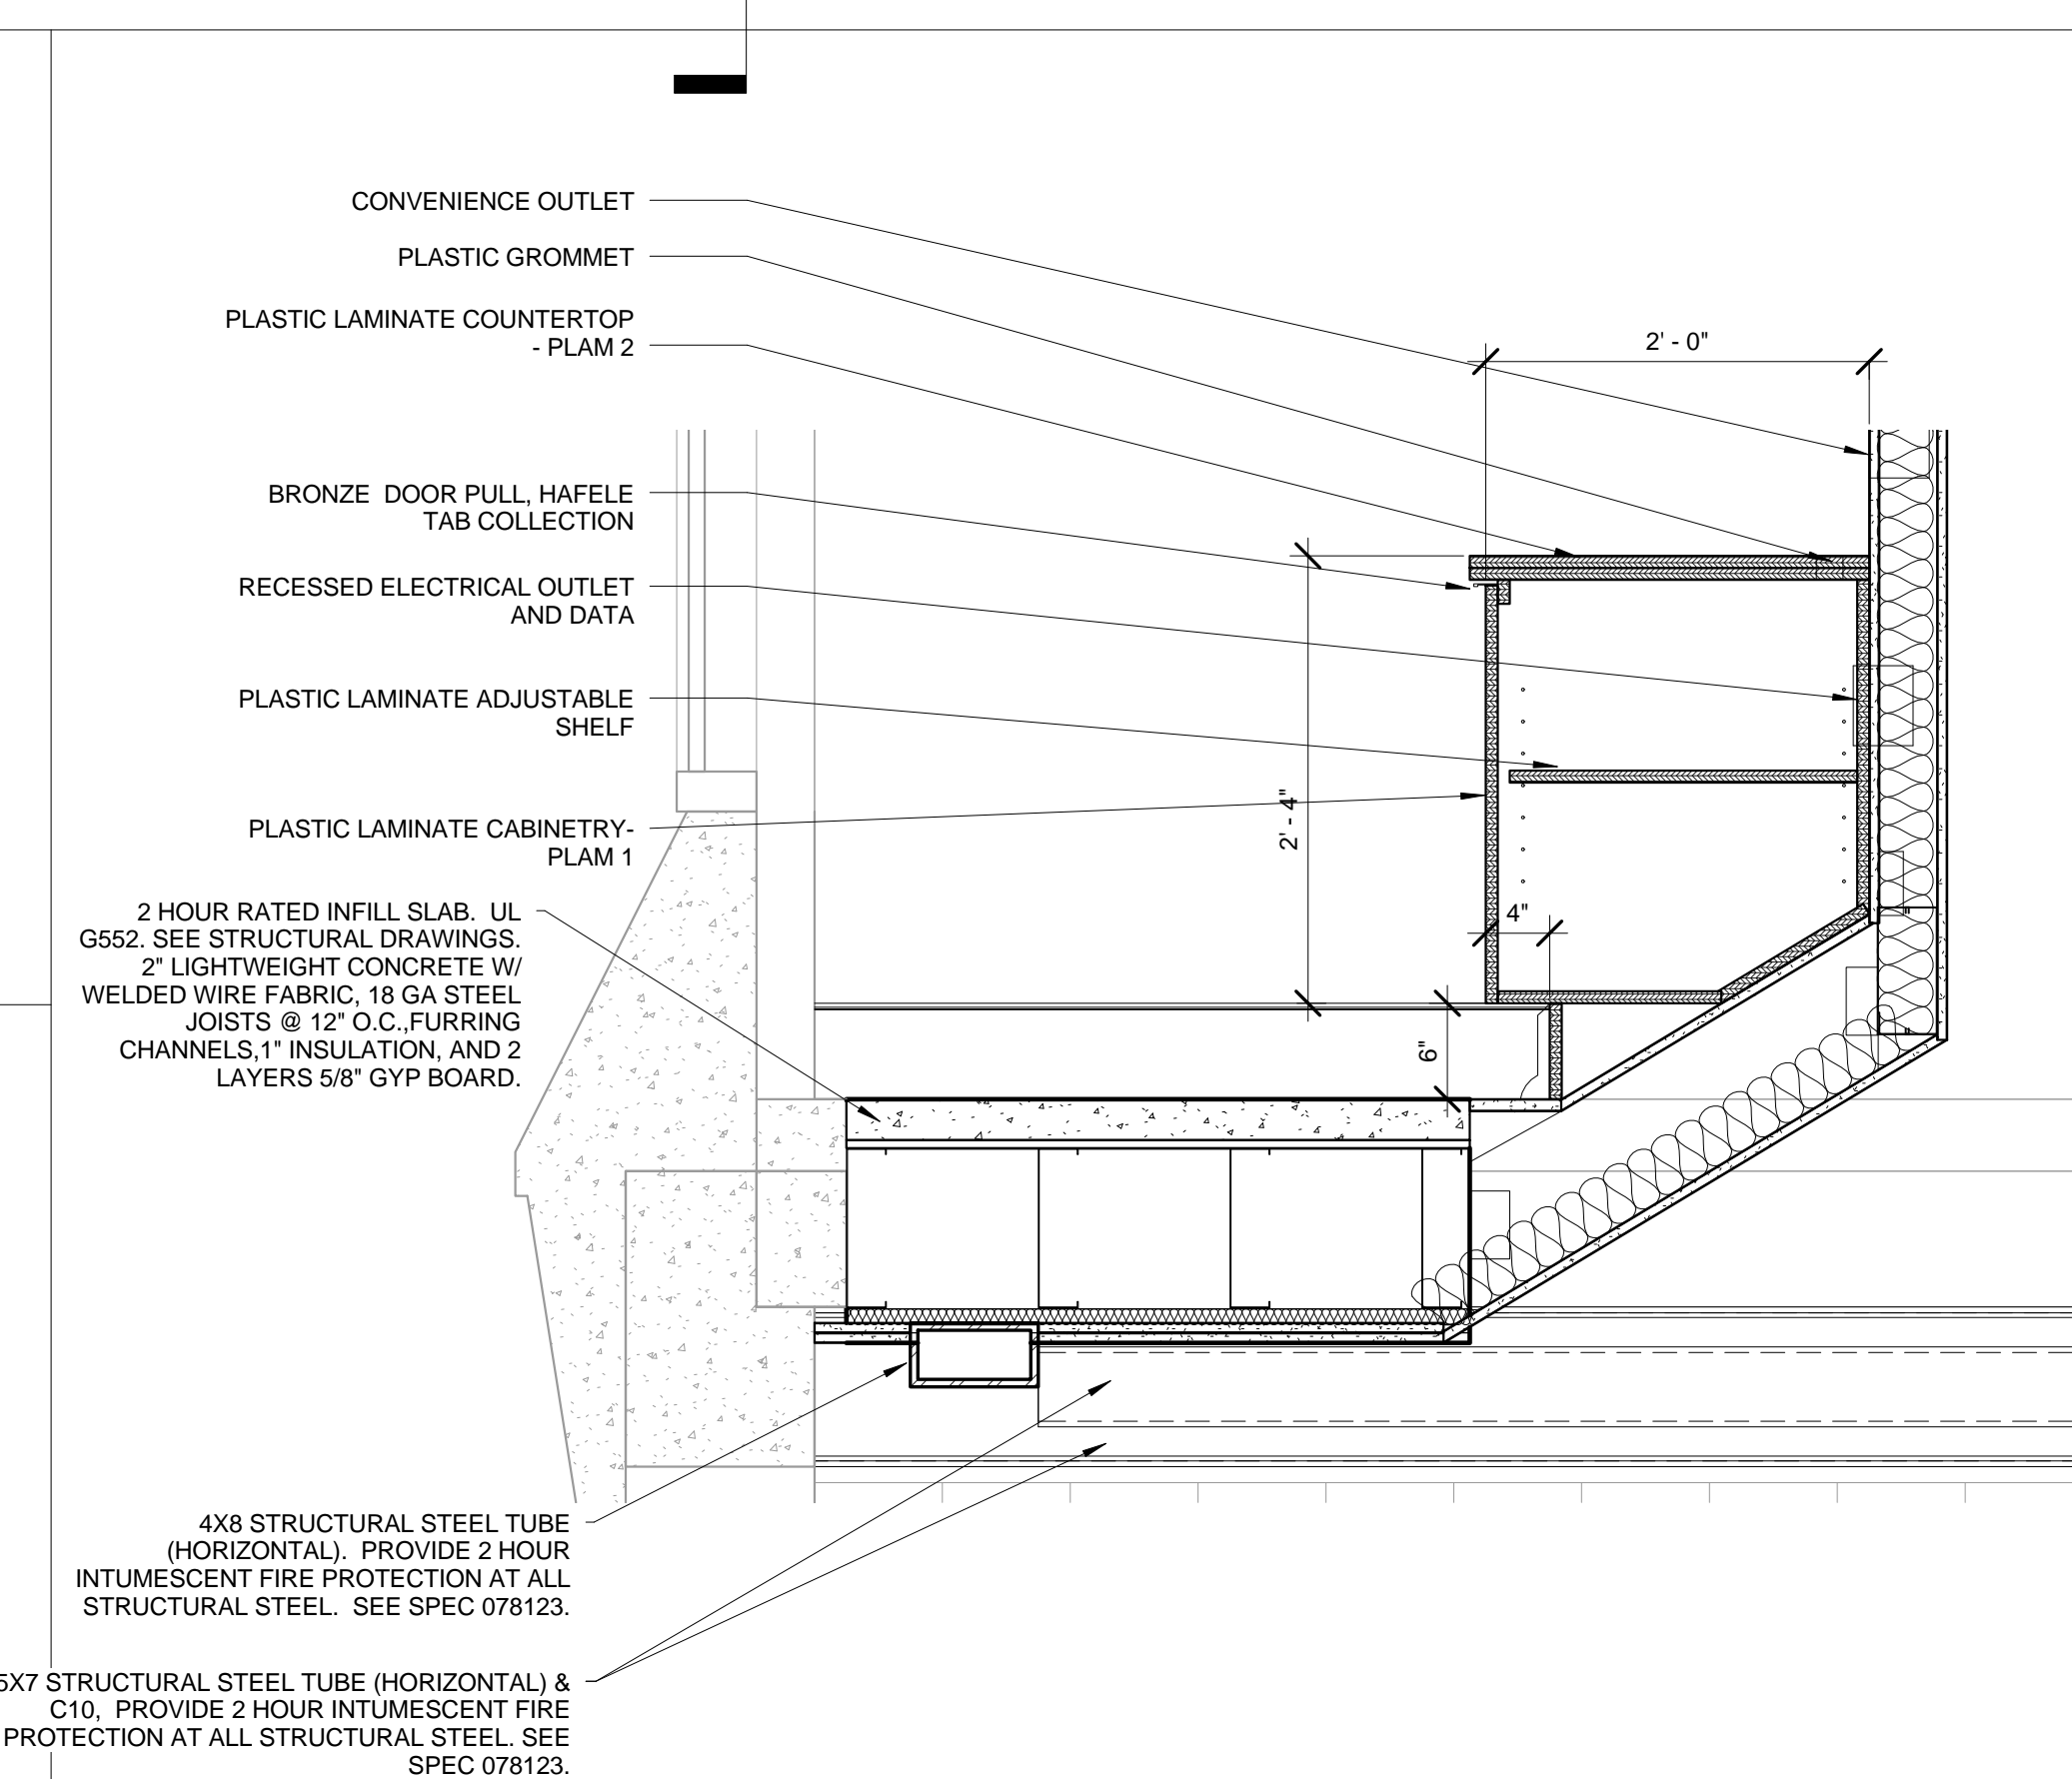 CONVENIENCE OUTLET
PLASTIC GROMMET
PLASTIC LAMINATE COUNTERTOP
- PLAM 2
2' - 0"
BRONZE DOOR PULL, HAFELE
TAB COLLECTION
RECESSED ELECTRICAL OUTLET
AND DATA
PLASTIC LAMINATE ADJUSTABLE
SHELF
2' - 4"
PLASTIC LAMINATE CABINETRY-
PLAM 1
4"
2 HOUR RATED INFILL SLAB. UL
G552. SEE STRUCTURAL DRAWINGS.
2" LIGHTWEIGHT CONCRETE W/
WELDED WIRE FABRIC, 18 GA STEEL
JOISTS @ 12" O.C.,FURRING
CHANNELS,1" INSULATION, AND 2
LAYERS 5/8" GYP BOARD.
6"
4X8 STRUCTURAL STEEL TUBE
(HORIZONTAL). PROVIDE 2 HOUR
INTUMESCENT FIRE PROTECTION AT ALL
STRUCTURAL STEEL. SEE SPEC 078123.
5X7 STRUCTURAL STEEL TUBE (HORIZONTAL) &
C10, PROVIDE 2 HOUR INTUMESCENT FIRE
PROTECTION AT ALL STRUCTURAL STEEL. SEE
SPEC 078123.